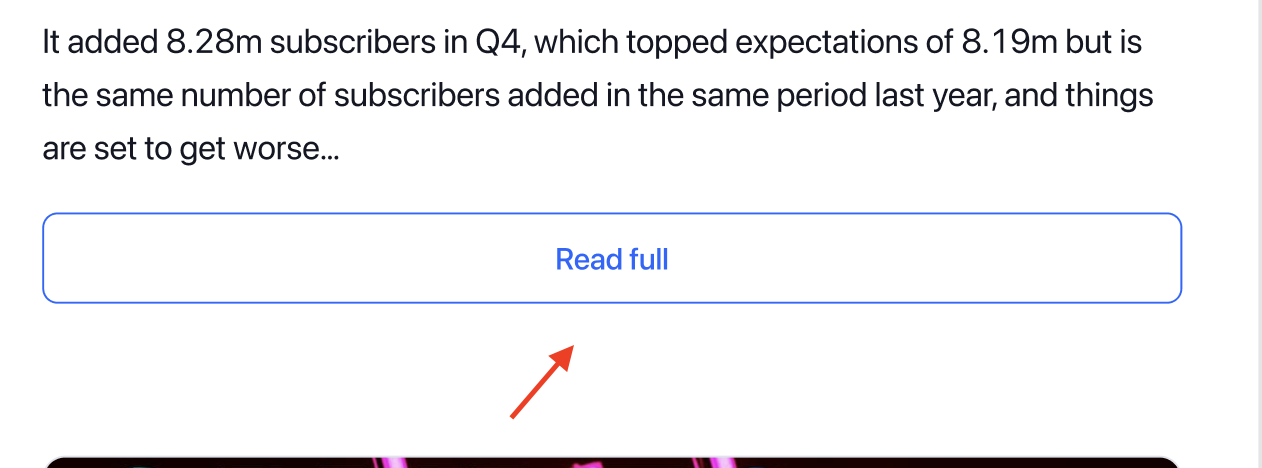 It added 8.28m subscribers in Q4, which topped expectations of 8.19m but is
the same number of subscribers added in the same period last year, and things
are set to get worse...
Read full